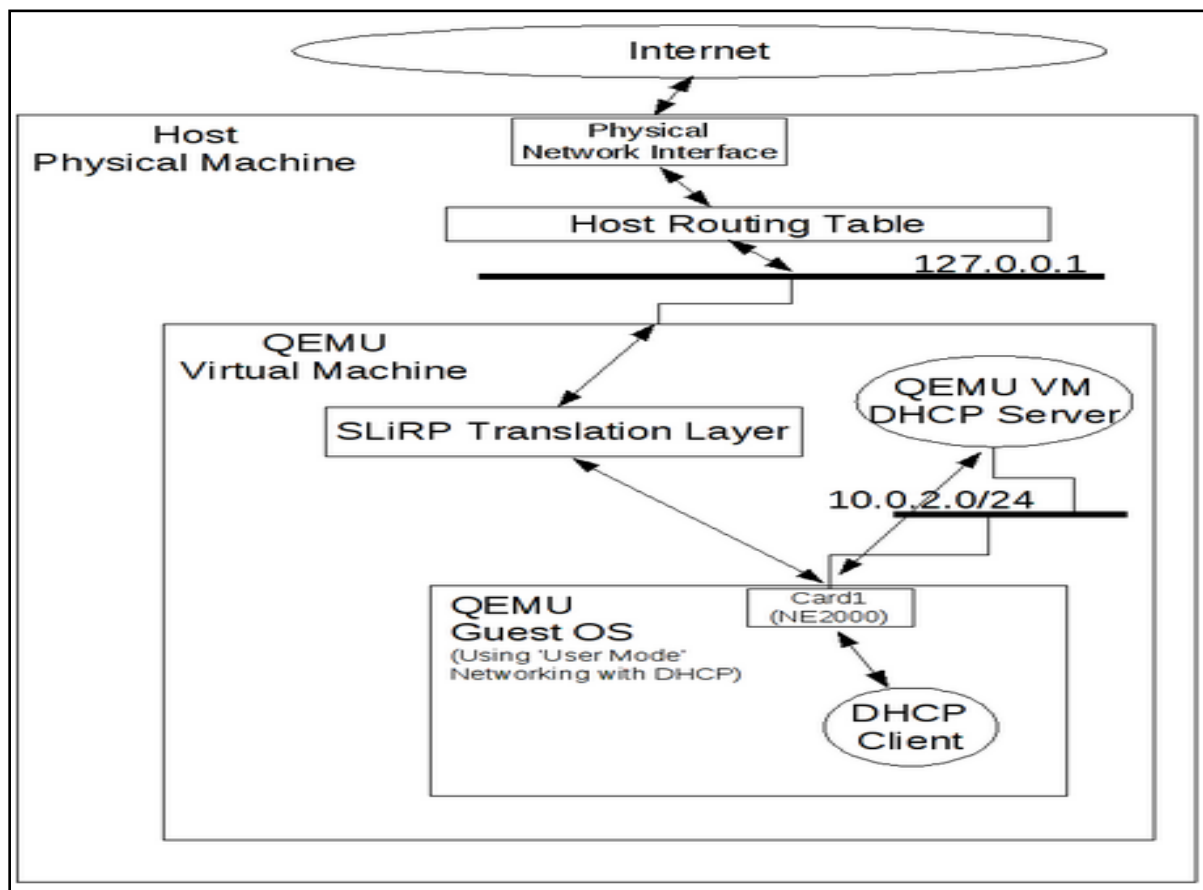 Internet
Host
Physical Machine
Physical
Network Interface
Host Routing Table
127.0.0.1
QEMU
Virtual Machine
QEMU VM
DHCP Server
SLiRP Translation Layer
10.0.2.0/24
Card1
(NE2000)
QEMU
Guest OS
(Using 'User Mode'
Networking with DHCP)
DHCP
Client